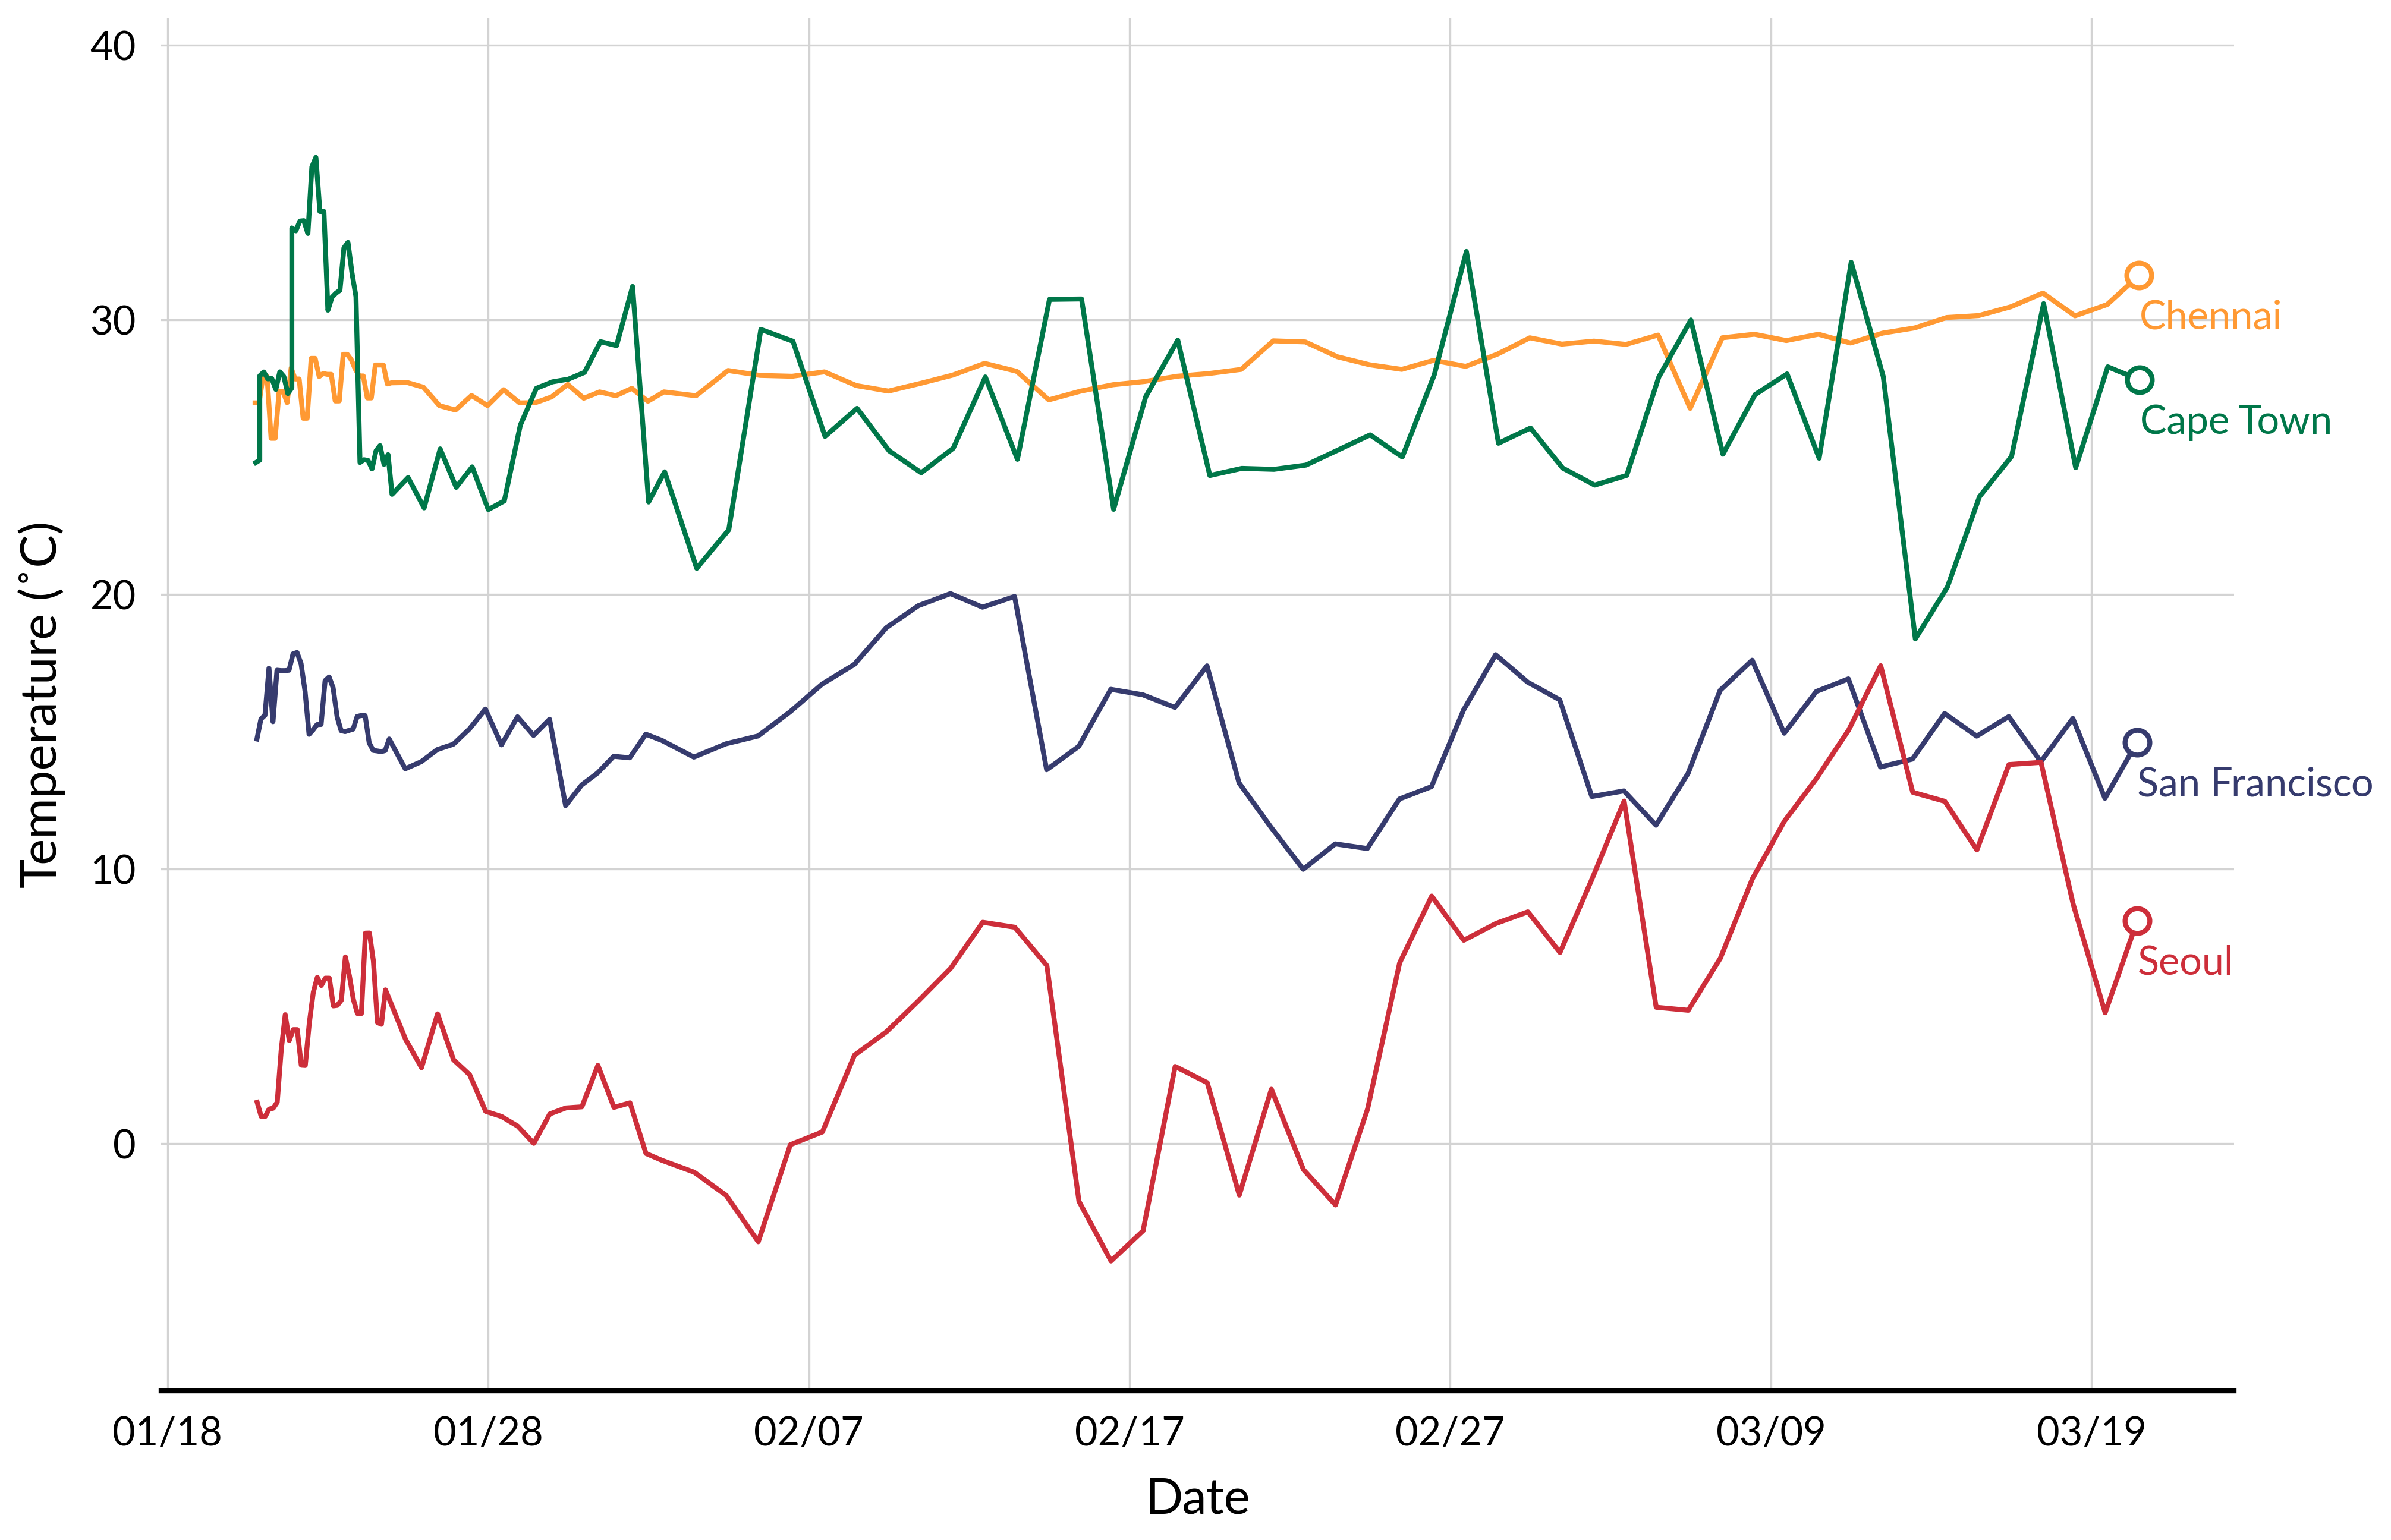 40
30
20
10
0
Temperature (°C)
Chennai
Cape Town
San Francisco
Seoul
01/18 01/28 02/07 02/17 02/27 03/09 03/19
Date